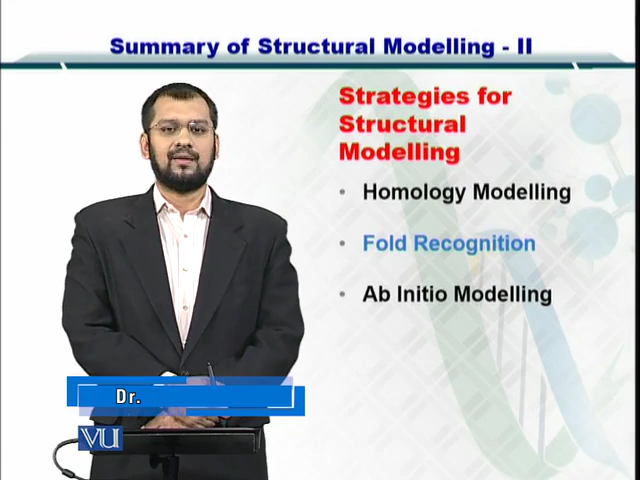 Summary of Structural Modelling - II
Strategies for
Structural
Modelling
• Homology Modelling
• Fold Recognition
• Ab Initio Modelling
Dr.
VU